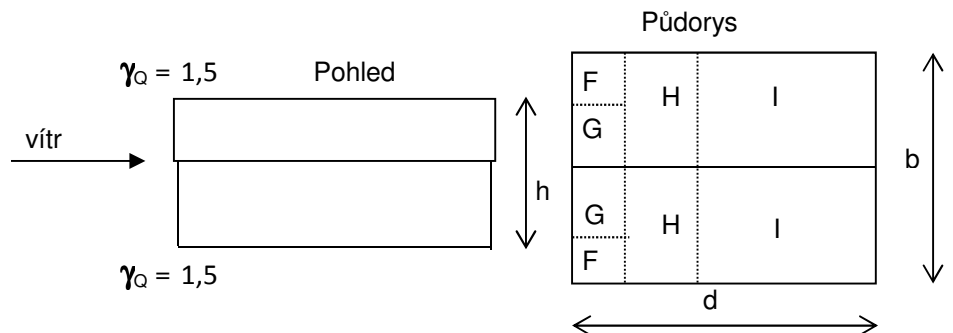 Půdorys
γQ = 1,5
Pohled
vítr
h
γQ = 1,5
F
H
I
G
b
G
H
I
F
d